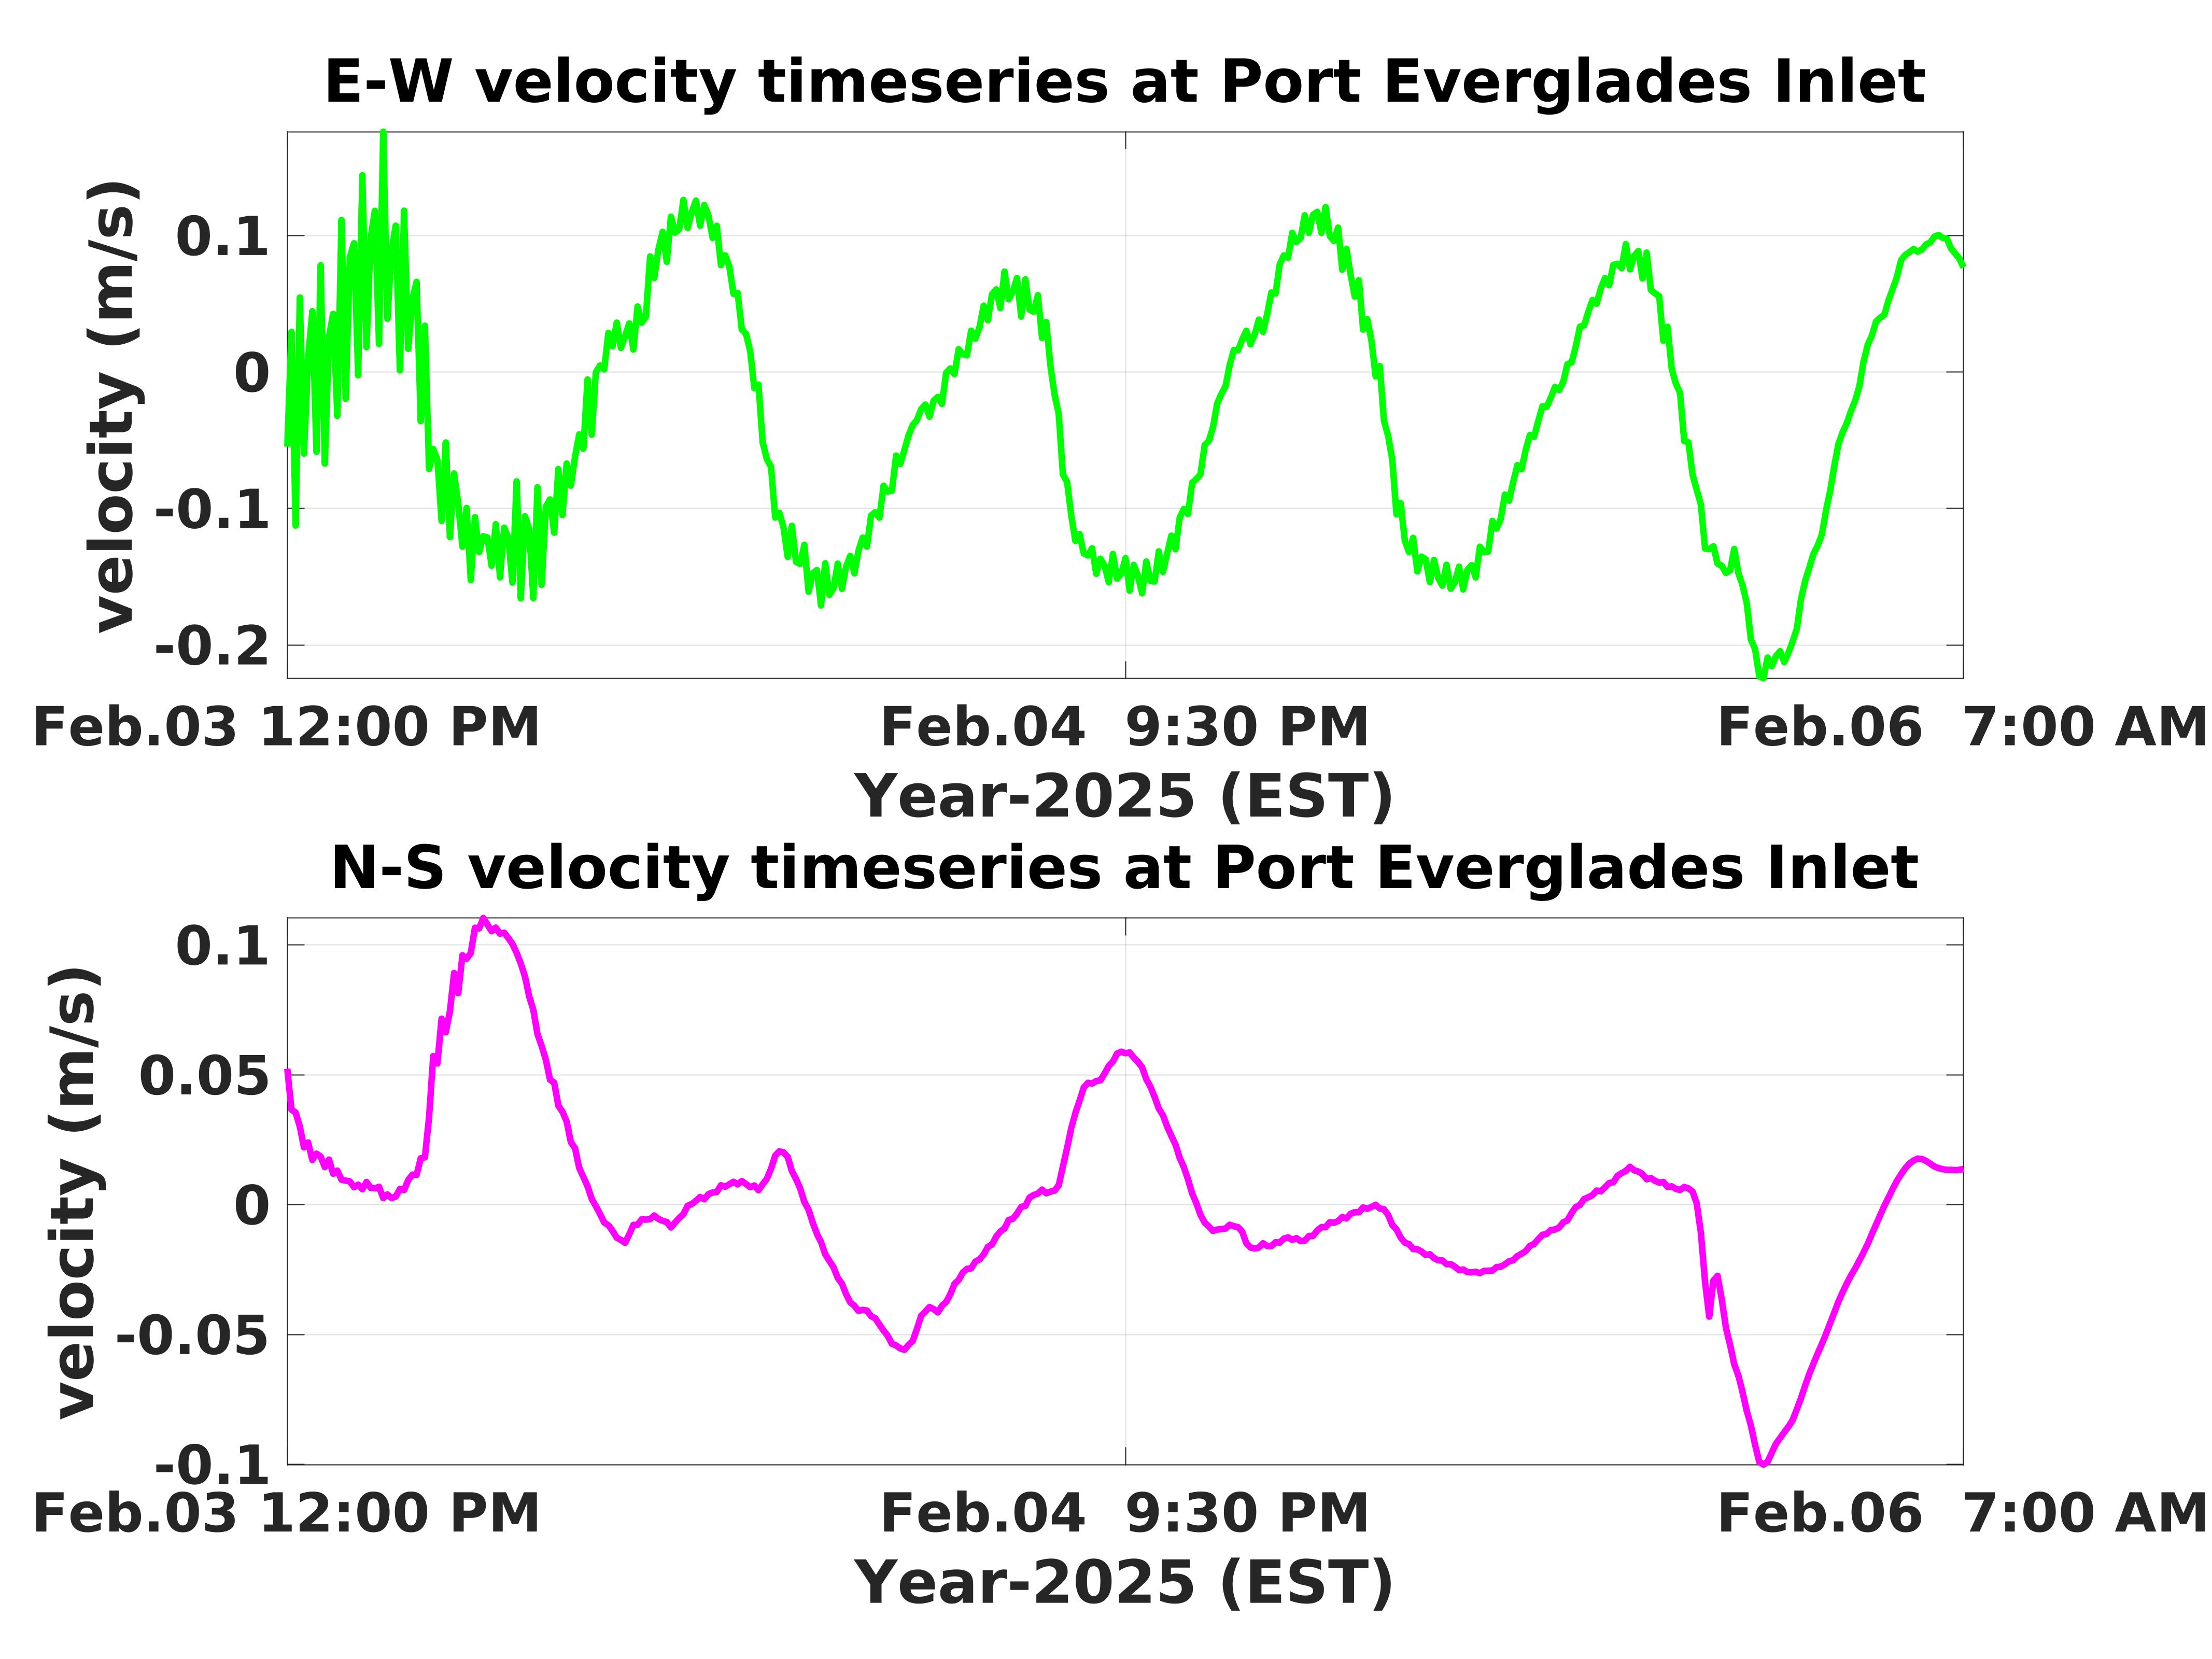 E-W velocity timeseries at Port Everglades Inlet
velocity (m/s)
0.1
0
-0.1
-0.2
Feb.03 12:00 PM Feb.04  9:30 PM Feb.06  7:00 AM
Year-2025 (EST)
N-S velocity timeseries at Port Everglades Inlet
velocity (m/s)
0.1
0.05
0
-0.05
-0.1
Feb.03 12:00 PM Feb.04  9:30 PM Feb.06  7:00 AM
Year-2025 (EST)